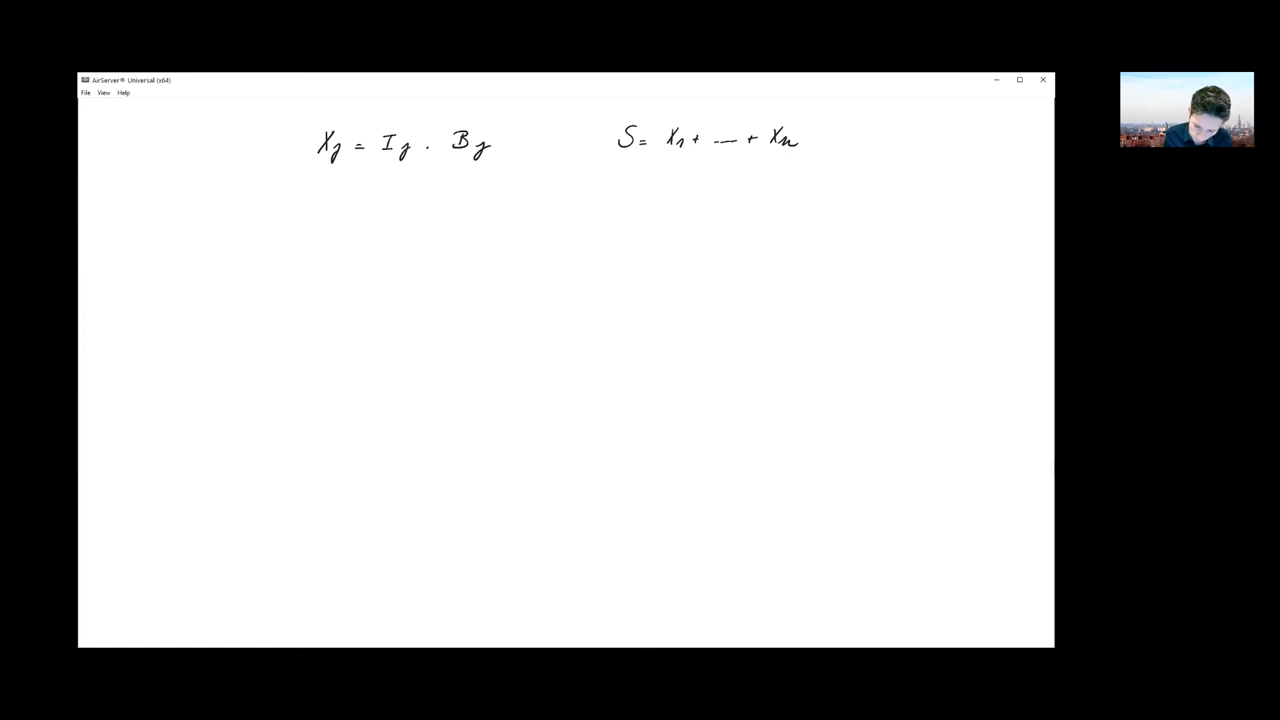 AirServer® Universal (x64)
File View Help
Xj = Ij . Bj S = X1 + ... + Xn